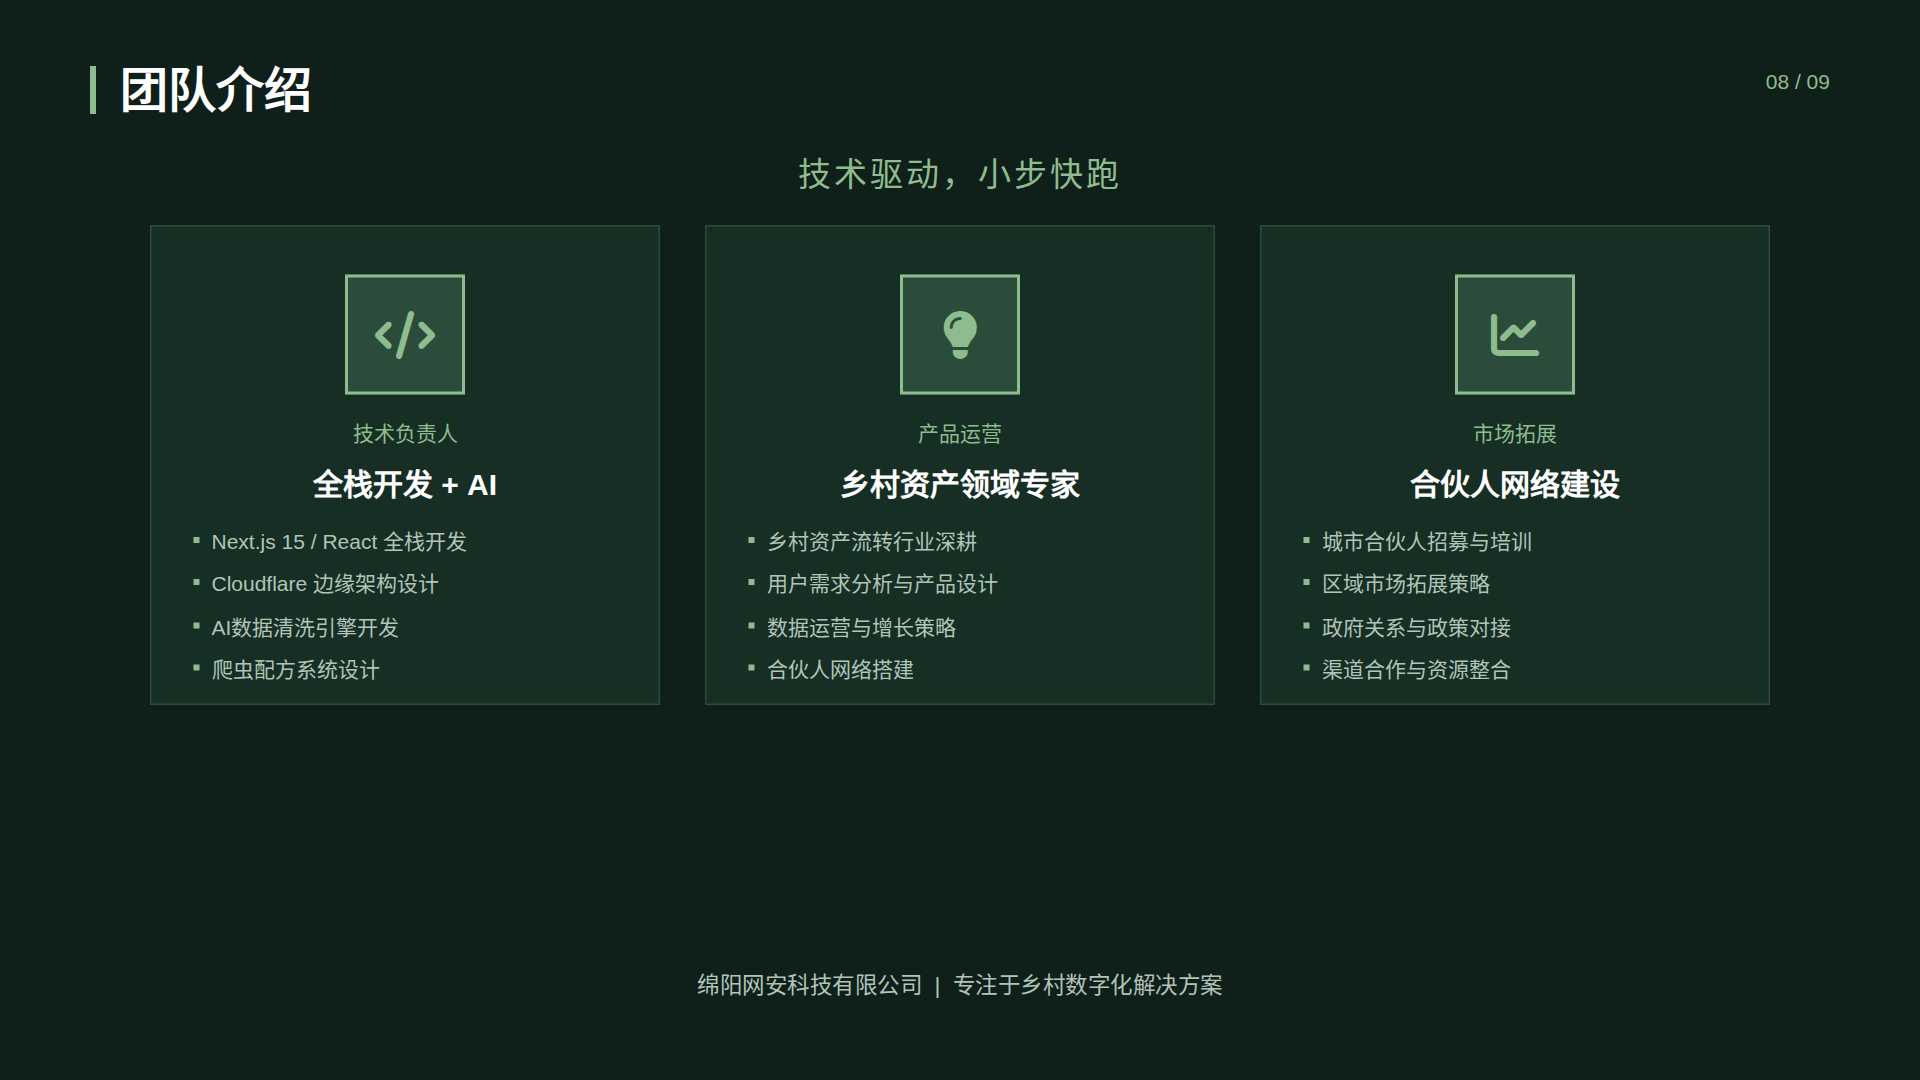 团队介绍
08 / 09
技术驱动，小步快跑
技术负责人
全栈开发 + AI
Next.js 15 / React 全栈开发
Cloudflare 边缘架构设计
AI数据清洗引擎开发
爬虫配方系统设计
产品运营
乡村资产领域专家
乡村资产流转行业深耕
用户需求分析与产品设计
数据运营与增长策略
合伙人网络搭建
市场拓展
合伙人网络建设
城市合伙人招募与培训
区域市场拓展策略
政府关系与政策对接
渠道合作与资源整合
绵阳网安科技有限公司 | 专注于乡村数字化解决方案